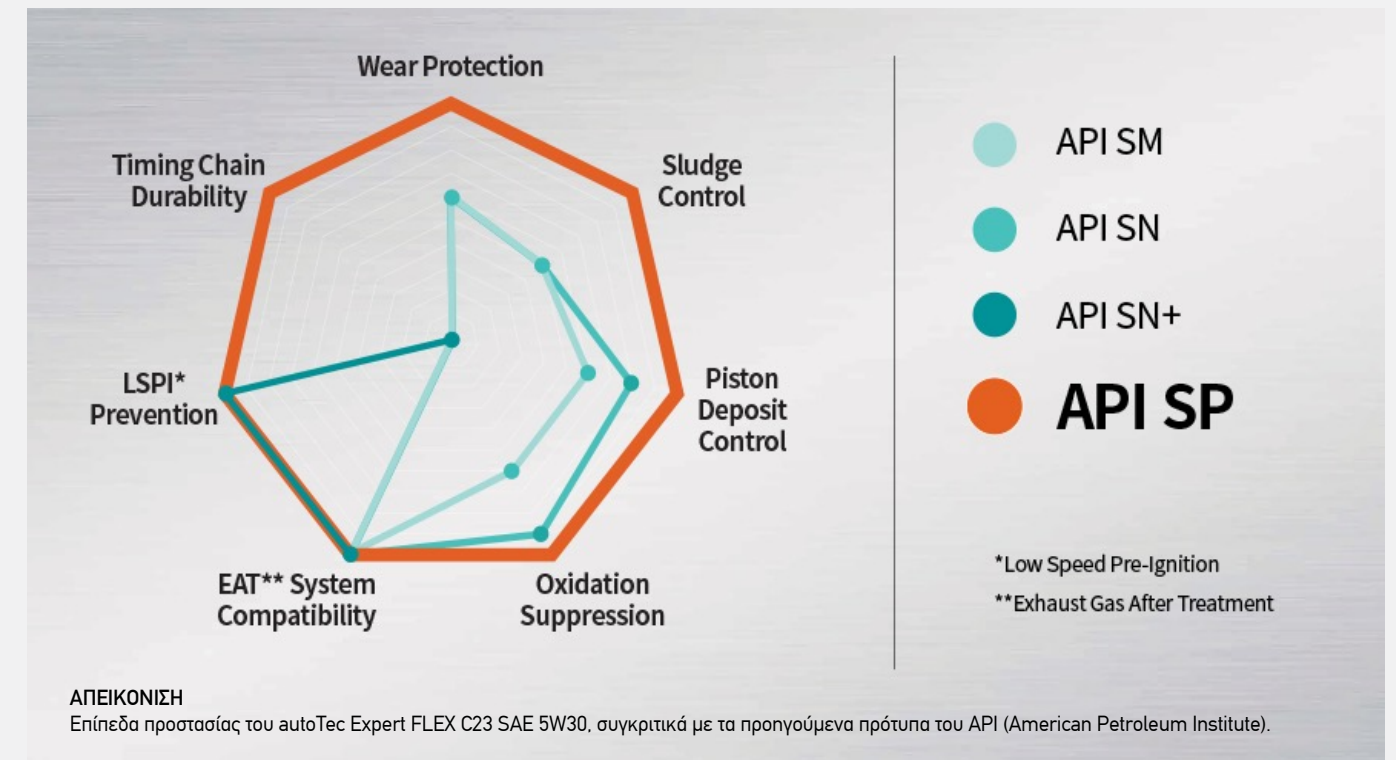 Wear Protection
Timing Chain
Durability
Sludge
Control
LSPI*
Prevention
Piston
Deposit
Control
EAT** System
Compatibility
Oxidation
Suppression
API SM
API SN
API SN+
API SP
*Low Speed Pre-Ignition
**Exhaust Gas After Treatment
ΑΠΕΙΚΟΝΙΣΗ
Επίπεδα προστασίας του autoTec Expert FLEX C23 SAE 5W30, συγκριτικά με τα προηγούμενα πρότυπα του API (American Petroleum Institute).